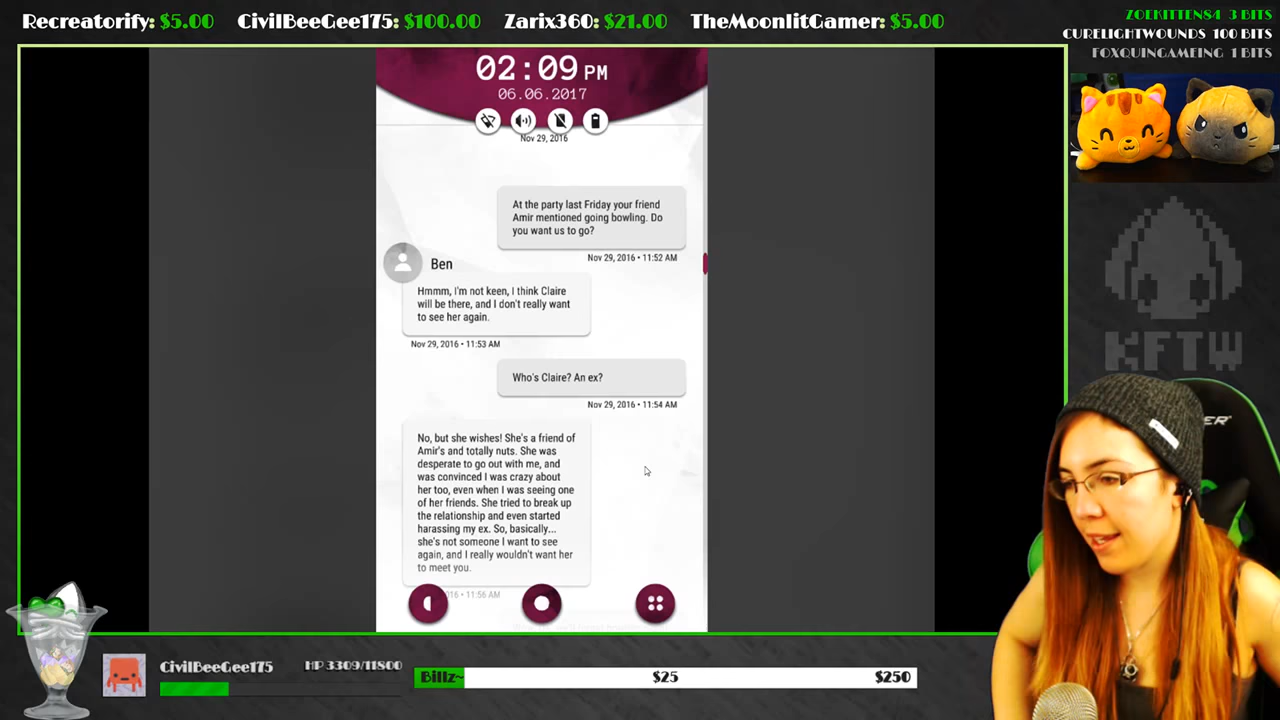 Recreatorify: $5.00 CivilBeeGee175: $100.00 Zarix360: $21.00 TheMoonlitGamer: $5.00
ZOEKITTEN84 3 BITS
CURELIGHTWOUNDS 100 BITS
FOXQUINGAMEING 1 BITS
02:09 PM
06.06.2017
Nov 29, 2016
At the party last Friday your friend
Amir mentioned going bowling. Do
you want us to go?
Nov 29, 2016 • 11:52 AM
Ben
Hmmm, I'm not keen, I think Claire
will be there, and I don't really want
to see her again.
Nov 29, 2016 • 11:53 AM
Who's Claire? An ex?
Nov 29, 2016 • 11:54 AM
No, but she wishes! She's a friend of
Amir's and totally nuts. She was
desperate to go out with me, and
was convinced I was crazy about
her too, even when I was seeing one
of her friends. She tried to break up
the relationship and even started
harassing my ex. So, basically...
she's not someone I want to see
again, and I really wouldn't want her
to meet you.
016 • 11:56 AM
KFTW
CivilBeeGee175 HP 3309/11800
Billz~ $25 $250